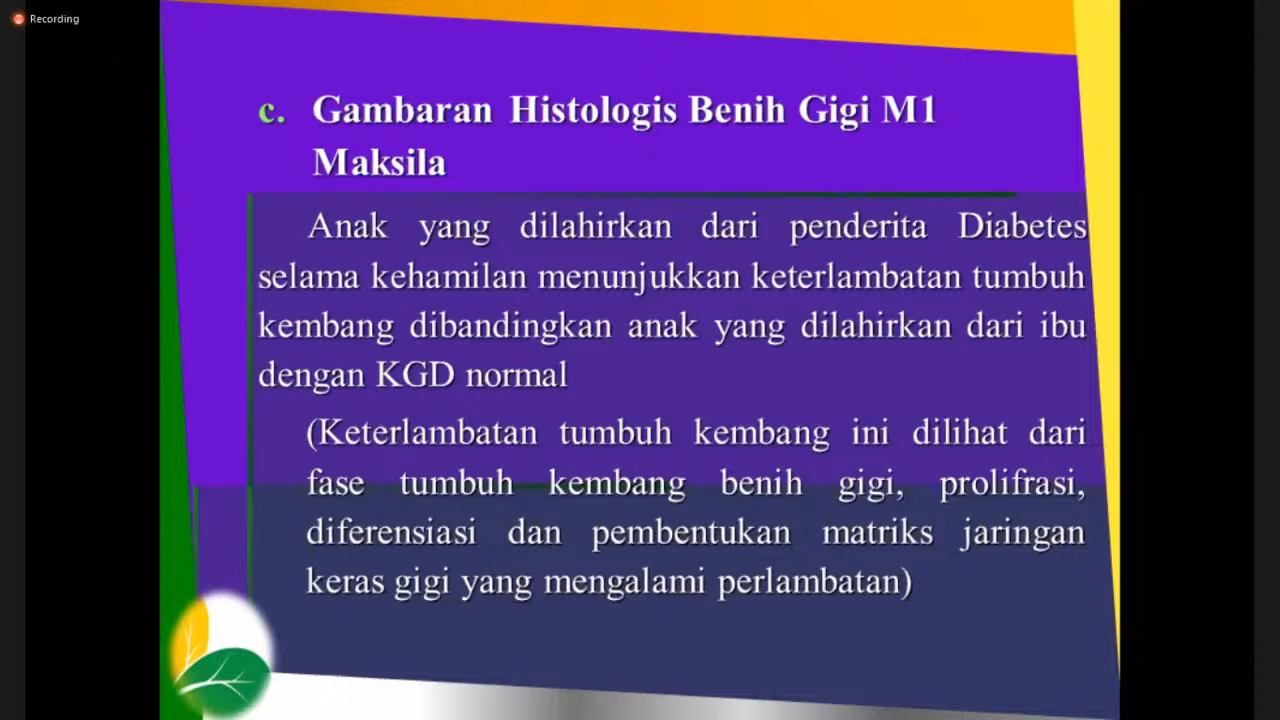 Recording
c. Gambaran Histologis Benih Gigi M1
Maksila
Anak yang dilahirkan dari penderita Diabetes
selama kehamilan menunjukkan keterlambatan tumbuh
kembang dibandingkan anak yang dilahirkan dari ibu
dengan KGD normal
(Keterlambatan tumbuh kembang ini dilihat dari
fase tumbuh kembang benih gigi, prolifrasi,
diferensiasi dan pembentukan matriks jaringan
keras gigi yang mengalami perlambatan)